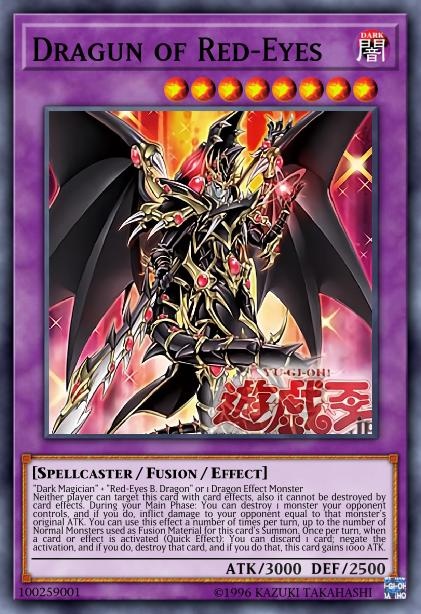 DRAGUN OF RED-EYES
DARK
闇
YU-GI-OH!
遊戯王
[SPELLCASTER / FUSION / EFFECT]
"Dark Magician" + "Red-Eyes B. Dragon" or 1 Dragon Effect Monster
Neither player can target this card with card effects, also it cannot be destroyed by
card effects. During your Main Phase: You can destroy 1 monster your opponent
controls, and if you do, inflict damage to your opponent equal to that monster's
original ATK. You can use this effect a number of times per turn, up to the number of
Normal Monsters used as Fusion Material for this card's Summon. Once per turn, when
a card or effect is activated (Quick Effect): You can discard 1 card; negate the
activation, and if you do, destroy that card, and if you do that, this card gains 1000 ATK.
ATK/3000 DEF/2500
100259001
©1996 KAZUKI TAKAHASHI